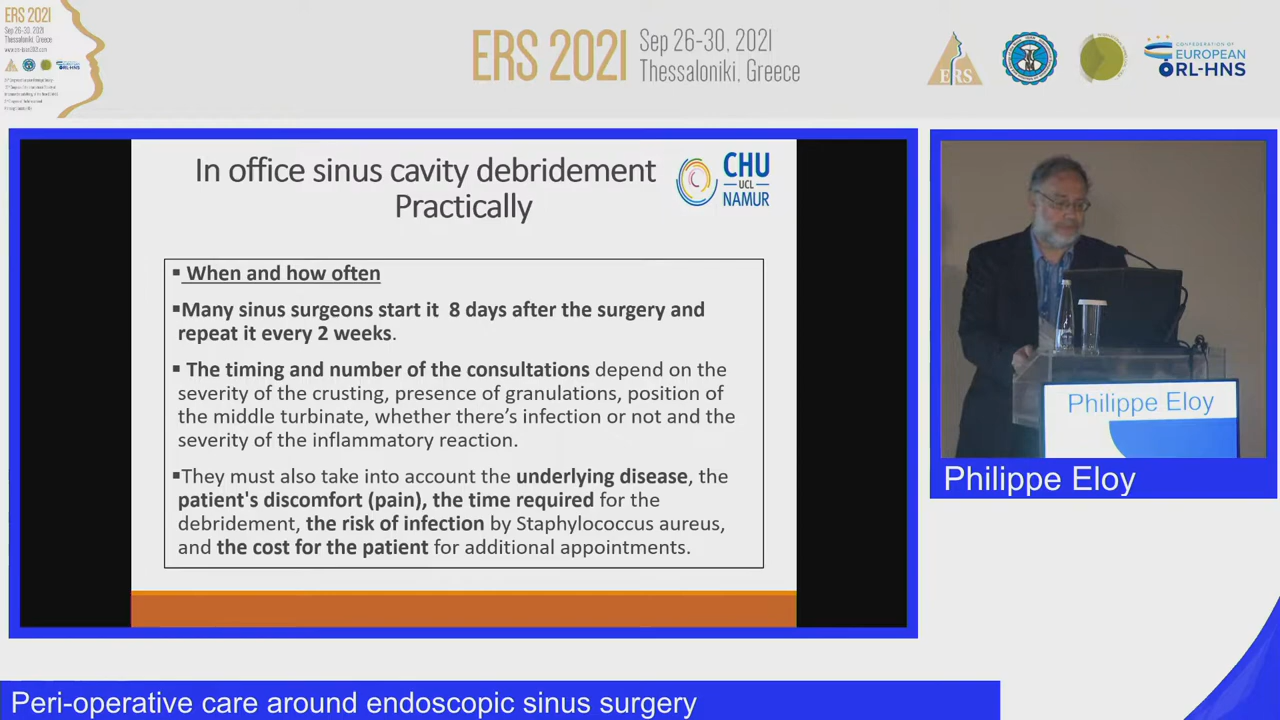 ERS 2021
Sep 26-30, 2021
Thessaloniki, Greece
ERS 2021
Sep 26-30, 2021
Thessaloniki, Greece
ERS
CONFEDERATION OF
EUROPEAN
ORL-HNS
In office sinus cavity debridement
Practically
CHU
UCL
NAMUR
▪ When and how often
▪Many sinus surgeons start it 8 days after the surgery and
repeat it every 2 weeks.
▪ The timing and number of the consultations depend on the
severity of the crusting, presence of granulations, position of
the middle turbinate, whether there's infection or not and the
severity of the inflammatory reaction.
▪They must also take into account the underlying disease, the
patient's discomfort (pain), the time required for the
debridement, the risk of infection by Staphylococcus aureus,
and the cost for the patient for additional appointments.
Philippe Eloy
Philippe Eloy
Peri-operative care around endoscopic sinus surgery